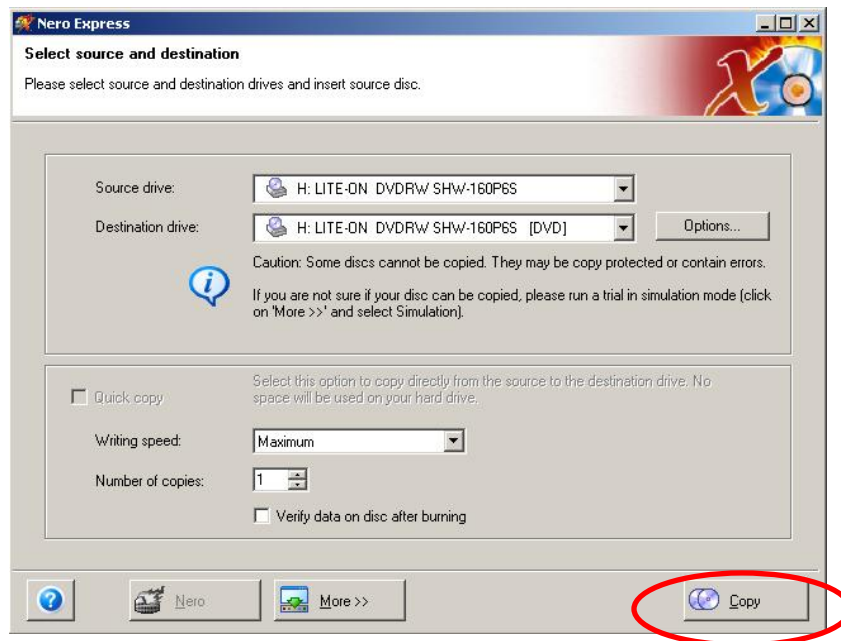 Nero Express
Select source and destination
Please select source and destination drives and insert source disc.
Source drive: H: LITE-ON DVDRW SHW-160P6S
Destination drive: H: LITE-ON DVDRW SHW-160P6S [DVD] Options...
Caution: Some discs cannot be copied. They may be copy protected or contain errors.
If you are not sure if your disc can be copied, please run a trial in simulation mode (click
on 'More >>' and select Simulation).
Quick copy
Select this option to copy directly from the source to the destination drive. No
space will be used on your hard drive.
Writing speed: Maximum
Number of copies: 1
Verify data on disc after burning
? Nero More >> Copy